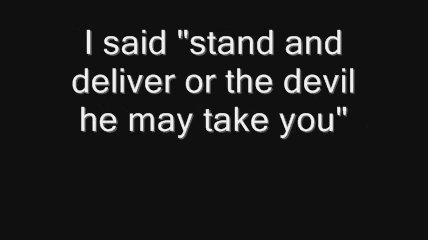 I said "stand and
deliver or the devil
he may take you"